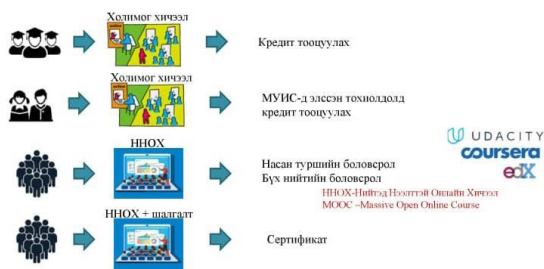 Холимог хичээл
Кредит тооцуулах
Холимог хичээл
МУИС-д элссэн тохиолдолд
кредит тооцуулах
ННОХ
Насан туршийн боловсрол
Бүх нийтийн боловсрол
ННОХ-Нийтэд Нээлттэй Онлайн Хичээл
MOOC –Massive Open Online Course
UDACITY
coursera
edX
ННОХ + шалгалт
Сертификат